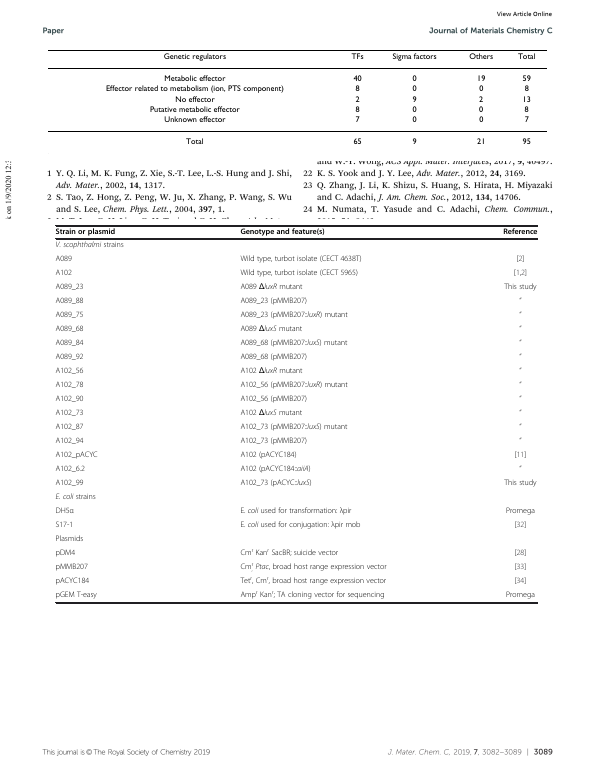 View Article Online
Paper
Journal of Materials Chemistry C
Genetic regulators TFs Sigma factors Others Total
Metabolic effector 40 0 19 59
Effector related to metabolism (ion, PTS component) 8 0 0 8
No effector 2 9 2 13
Putative metabolic effector 8 0 0 8
Unknown effector 7 0 0 7
Total 65 9 21 95
1 Y. Q. Li, M. K. Fung, Z. Xie, S.-T. Lee, L.-S. Hung and J. Shi,
Adv. Mater., 2002, 14, 1317.
2 S. Tao, Z. Hong, Z. Peng, W. Ju, X. Zhang, P. Wang, S. Wu
and S. Lee, Chem. Phys. Lett., 2004, 397, 1.
and W.-Y. Wong, ACS Appl. Mater. Interfaces, 2017, 9, 40497.
22 K. S. Yook and J. Y. Lee, Adv. Mater., 2012, 24, 3169.
23 Q. Zhang, J. Li, K. Shizu, S. Huang, S. Hirata, H. Miyazaki
and C. Adachi, J. Am. Chem. Soc., 2012, 134, 14706.
24 M. Numata, T. Yasude and C. Adachi, Chem. Commun.,
Strain or plasmid Genotype and feature(s) Reference
V. scophthalmi strains
A089 Wild type, turbot isolate (CECT 4638T) [2]
A102 Wild type, turbot isolate (CECT 5965) [1,2]
A089_23 A089 ΔluxR mutant This study
A089_88 A089_23 (pMMB207) "
A089_75 A089_23 (pMMB207::luxR) mutant "
A089_68 A089 ΔluxS mutant "
A089_84 A089_68 (pMMB207::luxS) mutant "
A089_92 A089_68 (pMMB207) "
A102_56 A102 ΔluxR mutant "
A102_78 A102_56 (pMMB207::luxR) mutant "
A102_90 A102_56 (pMMB207) "
A102_73 A102 ΔluxS mutant "
A102_87 A102_73 (pMMB207::luxS) mutant "
A102_94 A102_73 (pMMB207) "
A102_pACYC A102 (pACYC184) [11]
A102_6.2 A102 (pACYC184::aiiA) "
A102_99 A102_73 (pACYC::luxS) This study
E. coli strains
DH5α E. coli used for transformation: λpir Promega
S17-1 E. coli used for conjugation: λpir mob [32]
Plasmids
pDM4 Cmʳ Kanʳ SacBR; suicide vector [28]
pMMB207 Cmʳ Ptac, broad host range expression vector [33]
pACYC184 Tetʳ, Cmʳ, broad host range expression vector [34]
pGEM T-easy Ampʳ Kanʳ; TA cloning vector for sequencing Promega
This journal is © The Royal Society of Chemistry 2019
J. Mater. Chem. C, 2019, 7, 3082–3089 | 3089